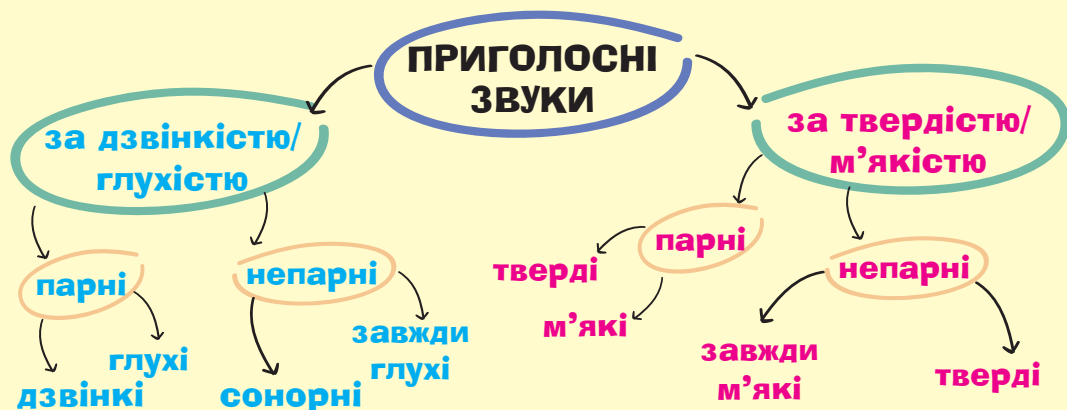 ПРИГОЛОСНІ
ЗВУКИ
за дзвінкістю/
глухістю
за твердістю/
м’якістю
парні
непарні
парні
непарні
глухі
дзвінкі
завжди
глухі
сонорні
тверді
м’які
завжди
м’які
тверді